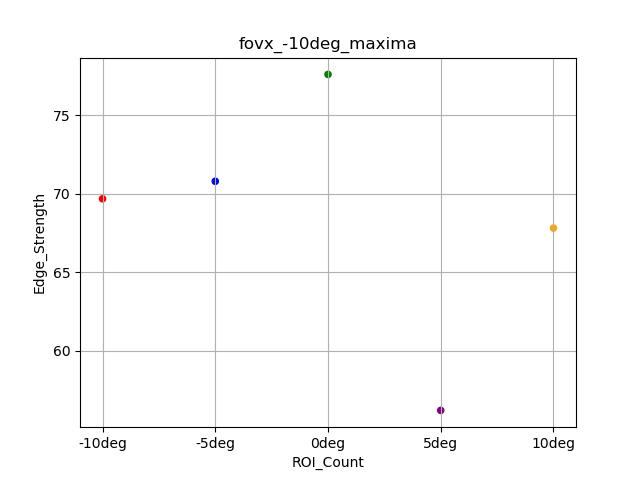 fovx_-10deg_maxima
75
70
65
60
Edge_Strength
-10deg -5deg 0deg 5deg 10deg
ROI_Count